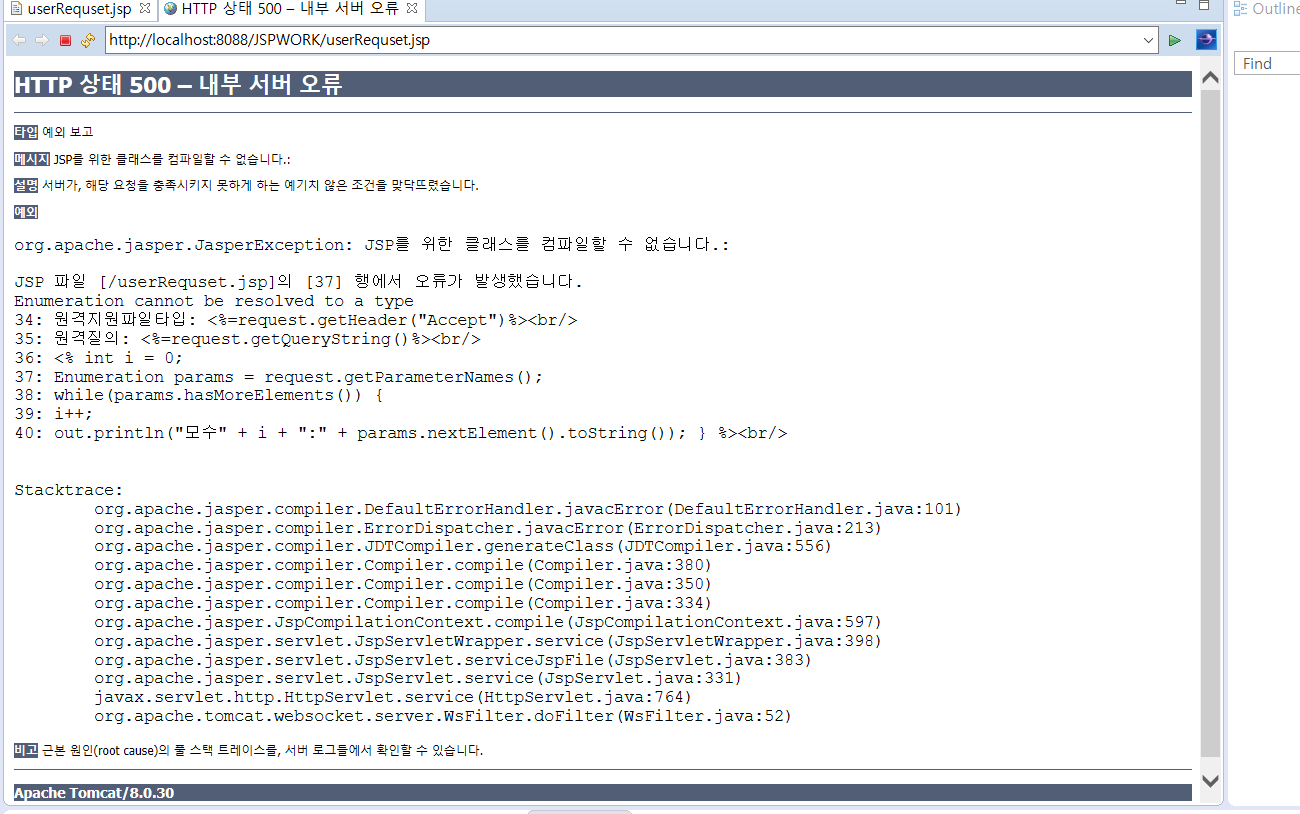 userRequset.jsp HTTP 상태 500 – 내부 서버 오류 Outline
http://localhost:8088/JSPWORK/userRequset.jsp
Find
HTTP 상태 500 – 내부 서버 오류
타입 예외 보고
메시지 JSP를 위한 클래스를 컴파일할 수 없습니다.:
설명 서버가, 해당 요청을 충족시키지 못하게 하는 예기치 않은 조건을 맞닥뜨렸습니다.
예외
org.apache.jasper.JasperException: JSP를 위한 클래스를 컴파일할 수 없습니다.:
JSP 파일 [/userRequset.jsp]의 [37] 행에서 오류가 발생했습니다.
Enumeration cannot be resolved to a type
34: 원격지원파일타입: <%=request.getHeader("Accept")%><br/>
35: 원격질의: <%=request.getQueryString()%><br/>
36: <% int i = 0;
37: Enumeration params = request.getParameterNames();
38: while(params.hasMoreElements()) {
39: i++;
40: out.println("모수" + i + ":" + params.nextElement().toString()); } %><br/>
Stacktrace:
org.apache.jasper.compiler.DefaultErrorHandler.javacError(DefaultErrorHandler.java:101)
org.apache.jasper.compiler.ErrorDispatcher.javacError(ErrorDispatcher.java:213)
org.apache.jasper.compiler.JDTCompiler.generateClass(JDTCompiler.java:556)
org.apache.jasper.compiler.Compiler.compile(Compiler.java:380)
org.apache.jasper.compiler.Compiler.compile(Compiler.java:350)
org.apache.jasper.compiler.Compiler.compile(Compiler.java:334)
org.apache.jasper.JspCompilationContext.compile(JspCompilationContext.java:597)
org.apache.jasper.servlet.JspServletWrapper.service(JspServletWrapper.java:398)
org.apache.jasper.servlet.JspServlet.serviceJspFile(JspServlet.java:383)
org.apache.jasper.servlet.JspServlet.service(JspServlet.java:331)
javax.servlet.http.HttpServlet.service(HttpServlet.java:764)
org.apache.tomcat.websocket.server.WsFilter.doFilter(WsFilter.java:52)
비고 근본 원인(root cause)의 풀 스택 트레이스를, 서버 로그들에서 확인할 수 있습니다.
Apache Tomcat/8.0.30